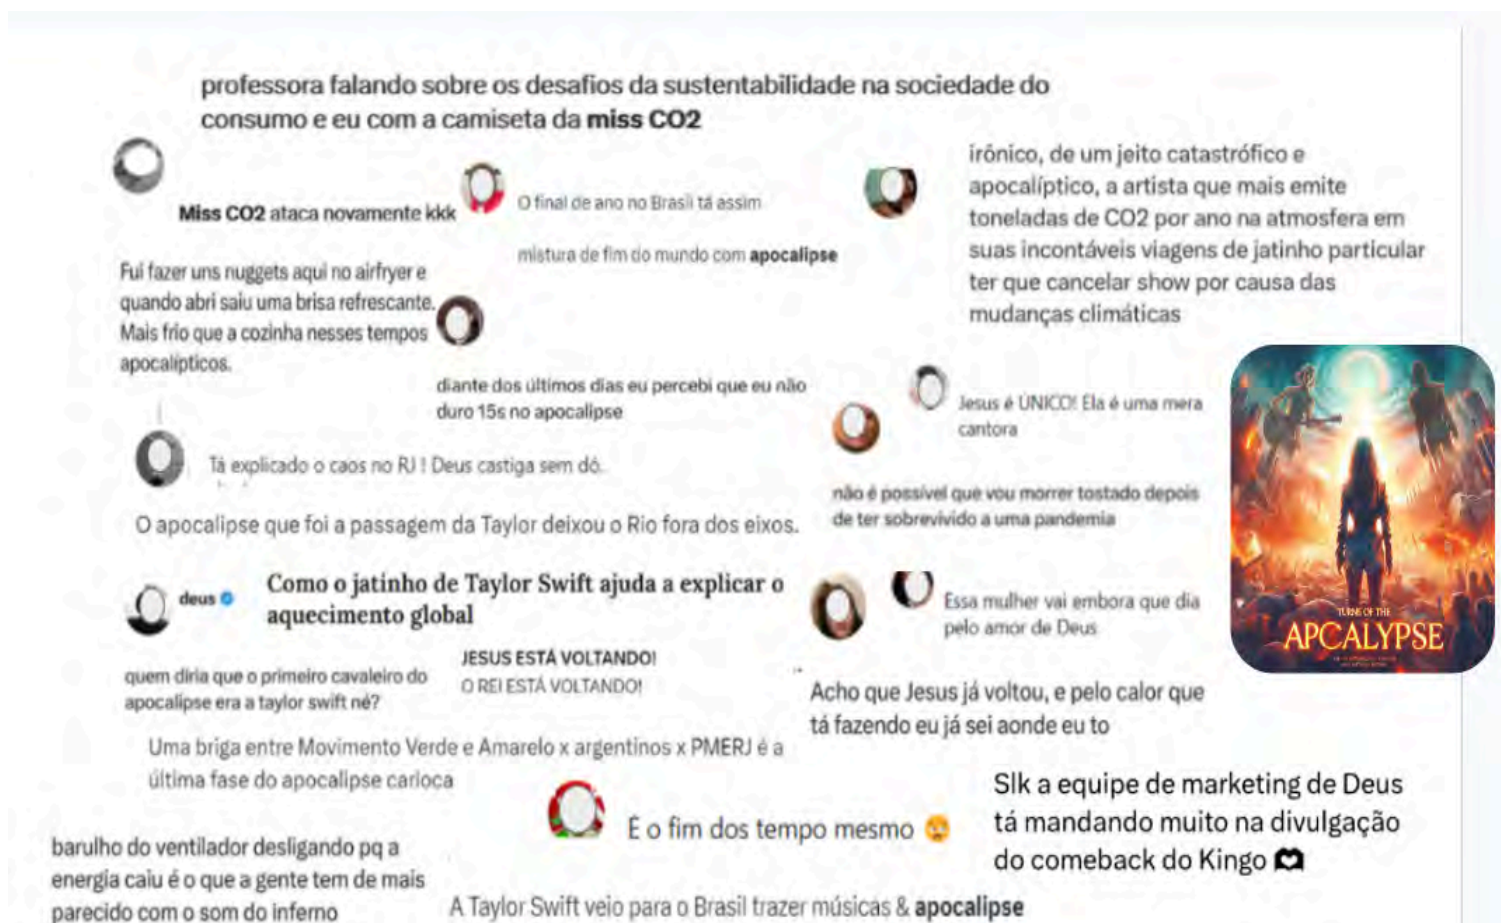 professora falando sobre os desafios da sustentabilidade na sociedade do
consumo e eu com a camiseta da miss CO2
Miss CO2 ataca novamente kkk
O final de ano no Brasil tá assim
mistura de fim do mundo com apocalipse
irônico, de um jeito catastrófico e
apocalíptico, a artista que mais emite
toneladas de CO2 por ano na atmosfera em
suas incontáveis viagens de jatinho particular
ter que cancelar show por causa das
mudanças climáticas
Fui fazer uns nuggets aqui no airfryer e
quando abri saiu uma brisa refrescante.
Mais frio que a cozinha nesses tempos
apocalípticos.
diante dos últimos dias eu percebi que eu não
duro 15s no apocalipse
Jesus é ÚNICO! Ela é uma mera
cantora
Tá explicado o caos no RJ ! Deus castiga sem dó.
não é possível que vou morrer tostado depois
de ter sobrevivido a uma pandemia
O apocalipse que foi a passagem da Taylor deixou o Rio fora dos eixos.
deus
Como o jatinho de Taylor Swift ajuda a explicar o
aquecimento global
Essa mulher vai embora que dia
pelo amor de Deus
TURNS OF THE
APCALYPSE
quem diria que o primeiro cavaleiro do
apocalipse era a taylor swift né?
JESUS ESTÁ VOLTANDO!
O REI ESTÁ VOLTANDO!
Acho que Jesus já voltou, e pelo calor que
tá fazendo eu já sei aonde eu to
Uma briga entre Movimento Verde e Amarelo x argentinos x PMERJ é a
última fase do apocalipse carioca
É o fim dos tempo mesmo 😳
Slk a equipe de marketing de Deus
tá mandando muito na divulgação
do comeback do Kingo
barulho do ventilador desligando pq a
energia caiu é o que a gente tem de mais
parecido com o som do inferno
A Taylor Swift veio para o Brasil trazer músicas & apocalipse